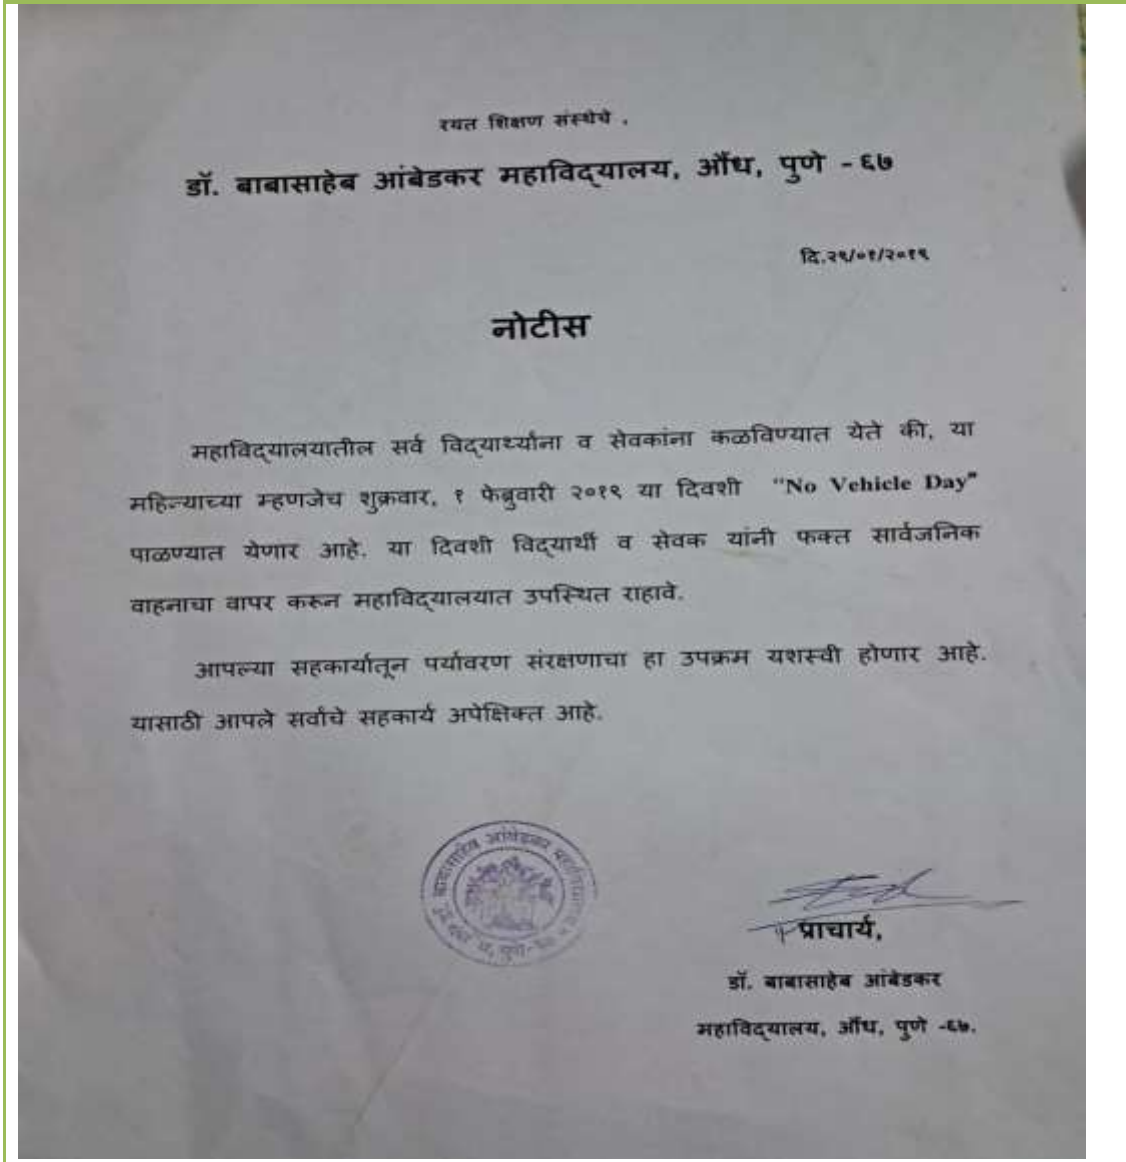 रयत शिक्षण संस्थेचे .
डॉ. बाबासाहेब आंबेडकर महाविद्यालय, औंध, पुणे - ६७
दि.२९/०१/२०१९
नोटीस
महाविद्यालयातील सर्व विद्यार्थ्यांना व सेवकांना कळविण्यात येते की, या
महिन्याच्या म्हणजेच शुक्रवार, १ फेब्रुवारी २०१९ या दिवशी "No Vehicle Day"
पाळण्यात येणार आहे. या दिवशी विद्यार्थी व सेवक यांनी फक्त सार्वजनिक
वाहनाचा वापर करून महाविद्यालयात उपस्थित राहावे.
आपल्या सहकार्यातून पर्यावरण संरक्षणाचा हा उपक्रम यशस्वी होणार आहे.
यासाठी आपले सर्वांचे सहकार्य अपेक्षिक्त आहे.
बाबासाहेब आंबेडकर
पुणे
प्राचार्य,
डॉ. बाबासाहेब आंबेडकर
महाविद्यालय, औंध, पुणे -६७.